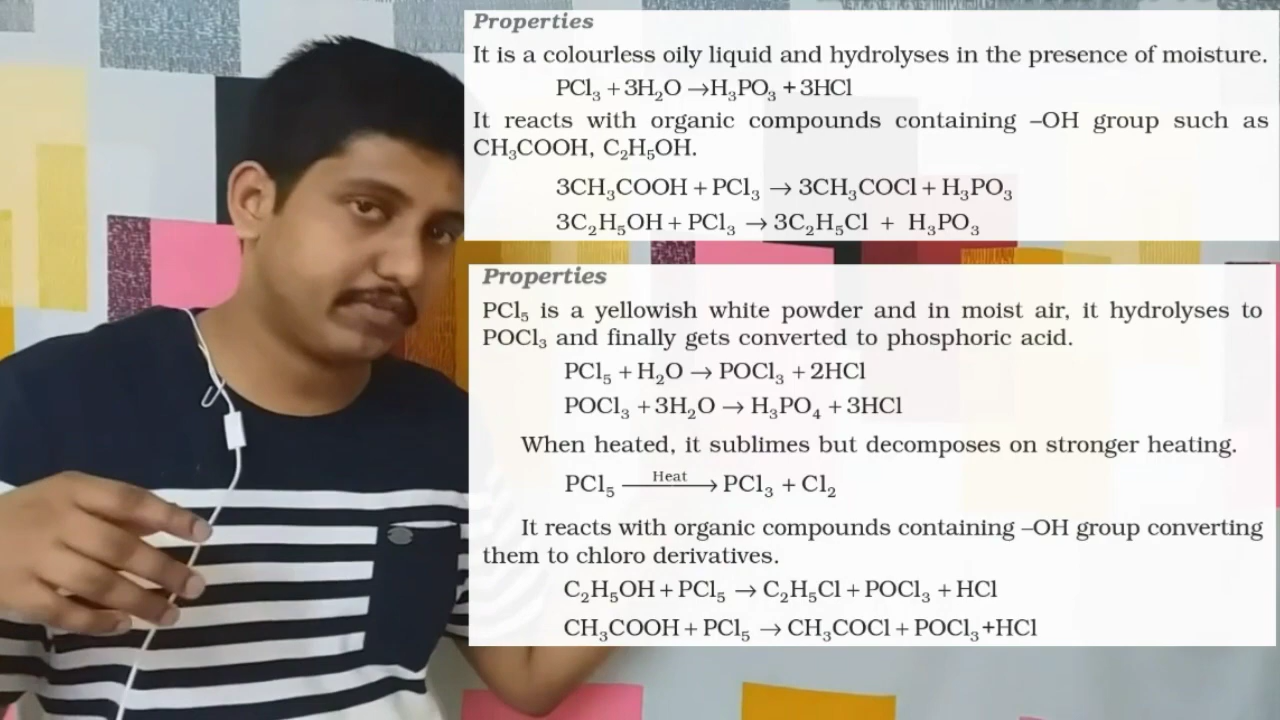 Properties
It is a colourless oily liquid and hydrolyses in the presence of moisture.
PCl₃ + 3H₂O →H₃PO₃ + 3HCl
It reacts with organic compounds containing –OH group such as
CH₃COOH, C₂H₅OH.
3CH₃COOH + PCl₃ → 3CH₃COCl + H₃PO₃
3C₂H₅OH + PCl₃ → 3C₂H₅Cl + H₃PO₃
Properties
PCl₅ is a yellowish white powder and in moist air, it hydrolyses to
POCl₃ and finally gets converted to phosphoric acid.
PCl₅ + H₂O → POCl₃ + 2HCl
POCl₃ + 3H₂O → H₃PO₄ + 3HCl
When heated, it sublimes but decomposes on stronger heating.
PCl₅ Heat→ PCl₃ + Cl₂
It reacts with organic compounds containing –OH group converting
them to chloro derivatives.
C₂H₅OH + PCl₅ → C₂H₅Cl + POCl₃ + HCl
CH₃COOH + PCl₅ → CH₃COCl + POCl₃ +HCl